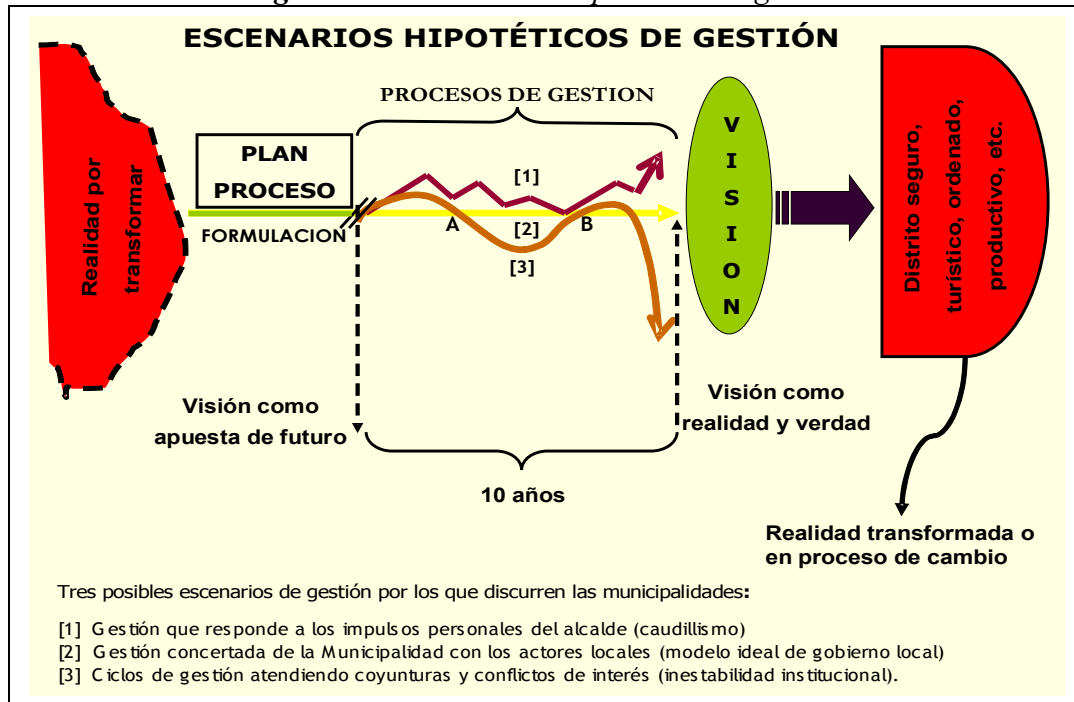 ESCENARIOS HIPOTÉTICOS DE GESTIÓN
PROCESOS DE GESTION
Realidad por
transformar
PLAN
PROCESO
FORMULACION
[1]
A
[2]
B
[3]
VISION
Distrito seguro,
turístico, ordenado,
productivo, etc.
Visión como
apuesta de futuro
Visión como
realidad y verdad
10 años
Realidad transformada o
en proceso de cambio
Tres posibles escenarios de gestión por los que discurren las municipalidades:
[1] Gestión que responde a los impulsos personales del alcalde (caudillismo)
[2] Gestión concertada de la Municipalidad con los actores locales (modelo ideal de gobierno local)
[3] Ciclos de gestión atendiendo coyunturas y conflictos de interés (inestabilidad institucional).